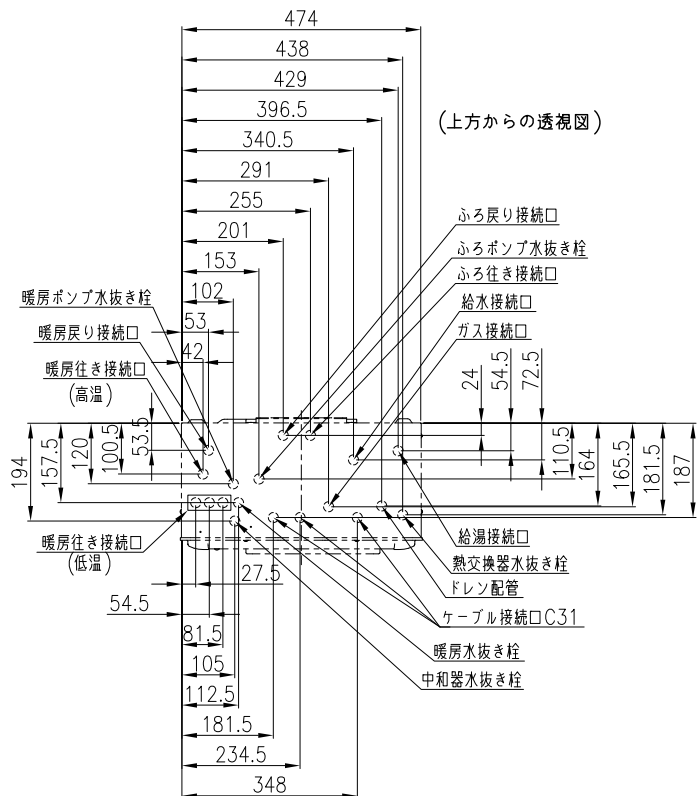 474
438
429
396.5
(上方からの透視図)
340.5
291
255
ふろ戻り接続口
201
ふろポンプ水抜き栓
153
ふろ往き接続口
暖房ポンプ水抜き栓
102
給水接続口
53
ガス接続口
暖房戻り接続口
42
暖房往き接続口
(高温)
24
54.5
72.5
194
157.5
120
100.5
53.5
110.5
164
165.5
181.5
187
暖房往き接続口
(低温)
給湯接続口
熱交換器水抜き栓
27.5
ドレン配管
54.5
ケーブル接続口C31
81.5
暖房水抜き栓
105
中和器水抜き栓
112.5
181.5
234.5
348